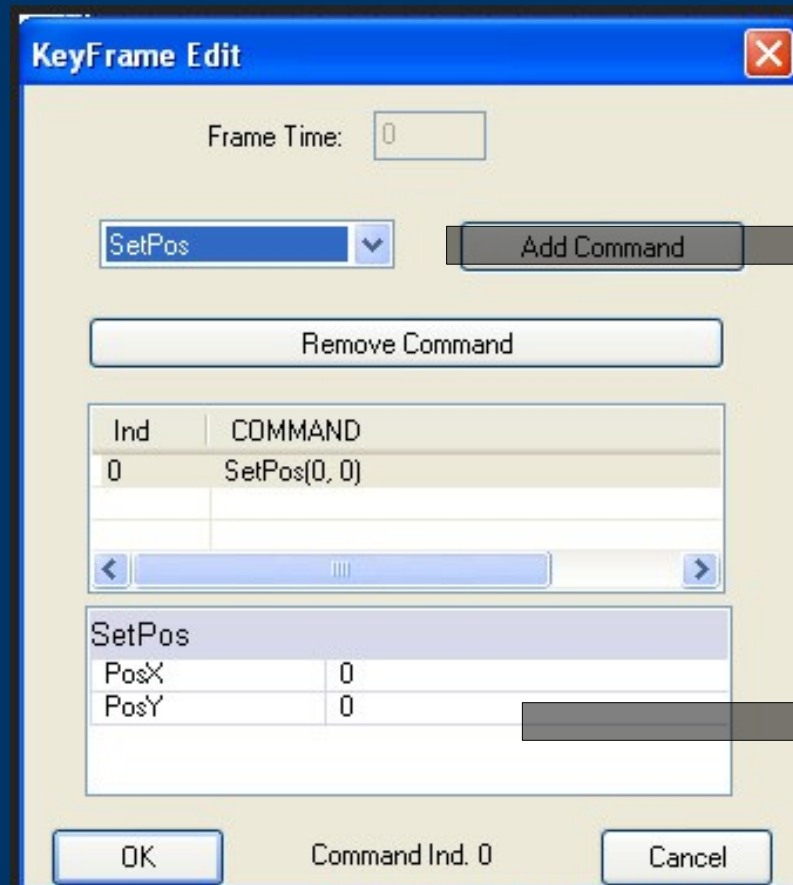 KeyFrame Edit
Frame Time: 0
SetPos Add Command
Remove Command
Ind COMMAND
0 SetPos(0, 0)
SetPos
PosX 0
PosY 0
OK Command Ind. 0 Cancel